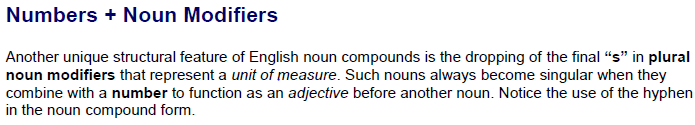 Numbers + Noun Modifiers
Another unique structural feature of English noun compounds is the dropping of the final “s” in plural
noun modifiers that represent a unit of measure. Such nouns always become singular when they
combine with a number to function as an adjective before another noun. Notice the use of the hyphen
in the noun compound form.